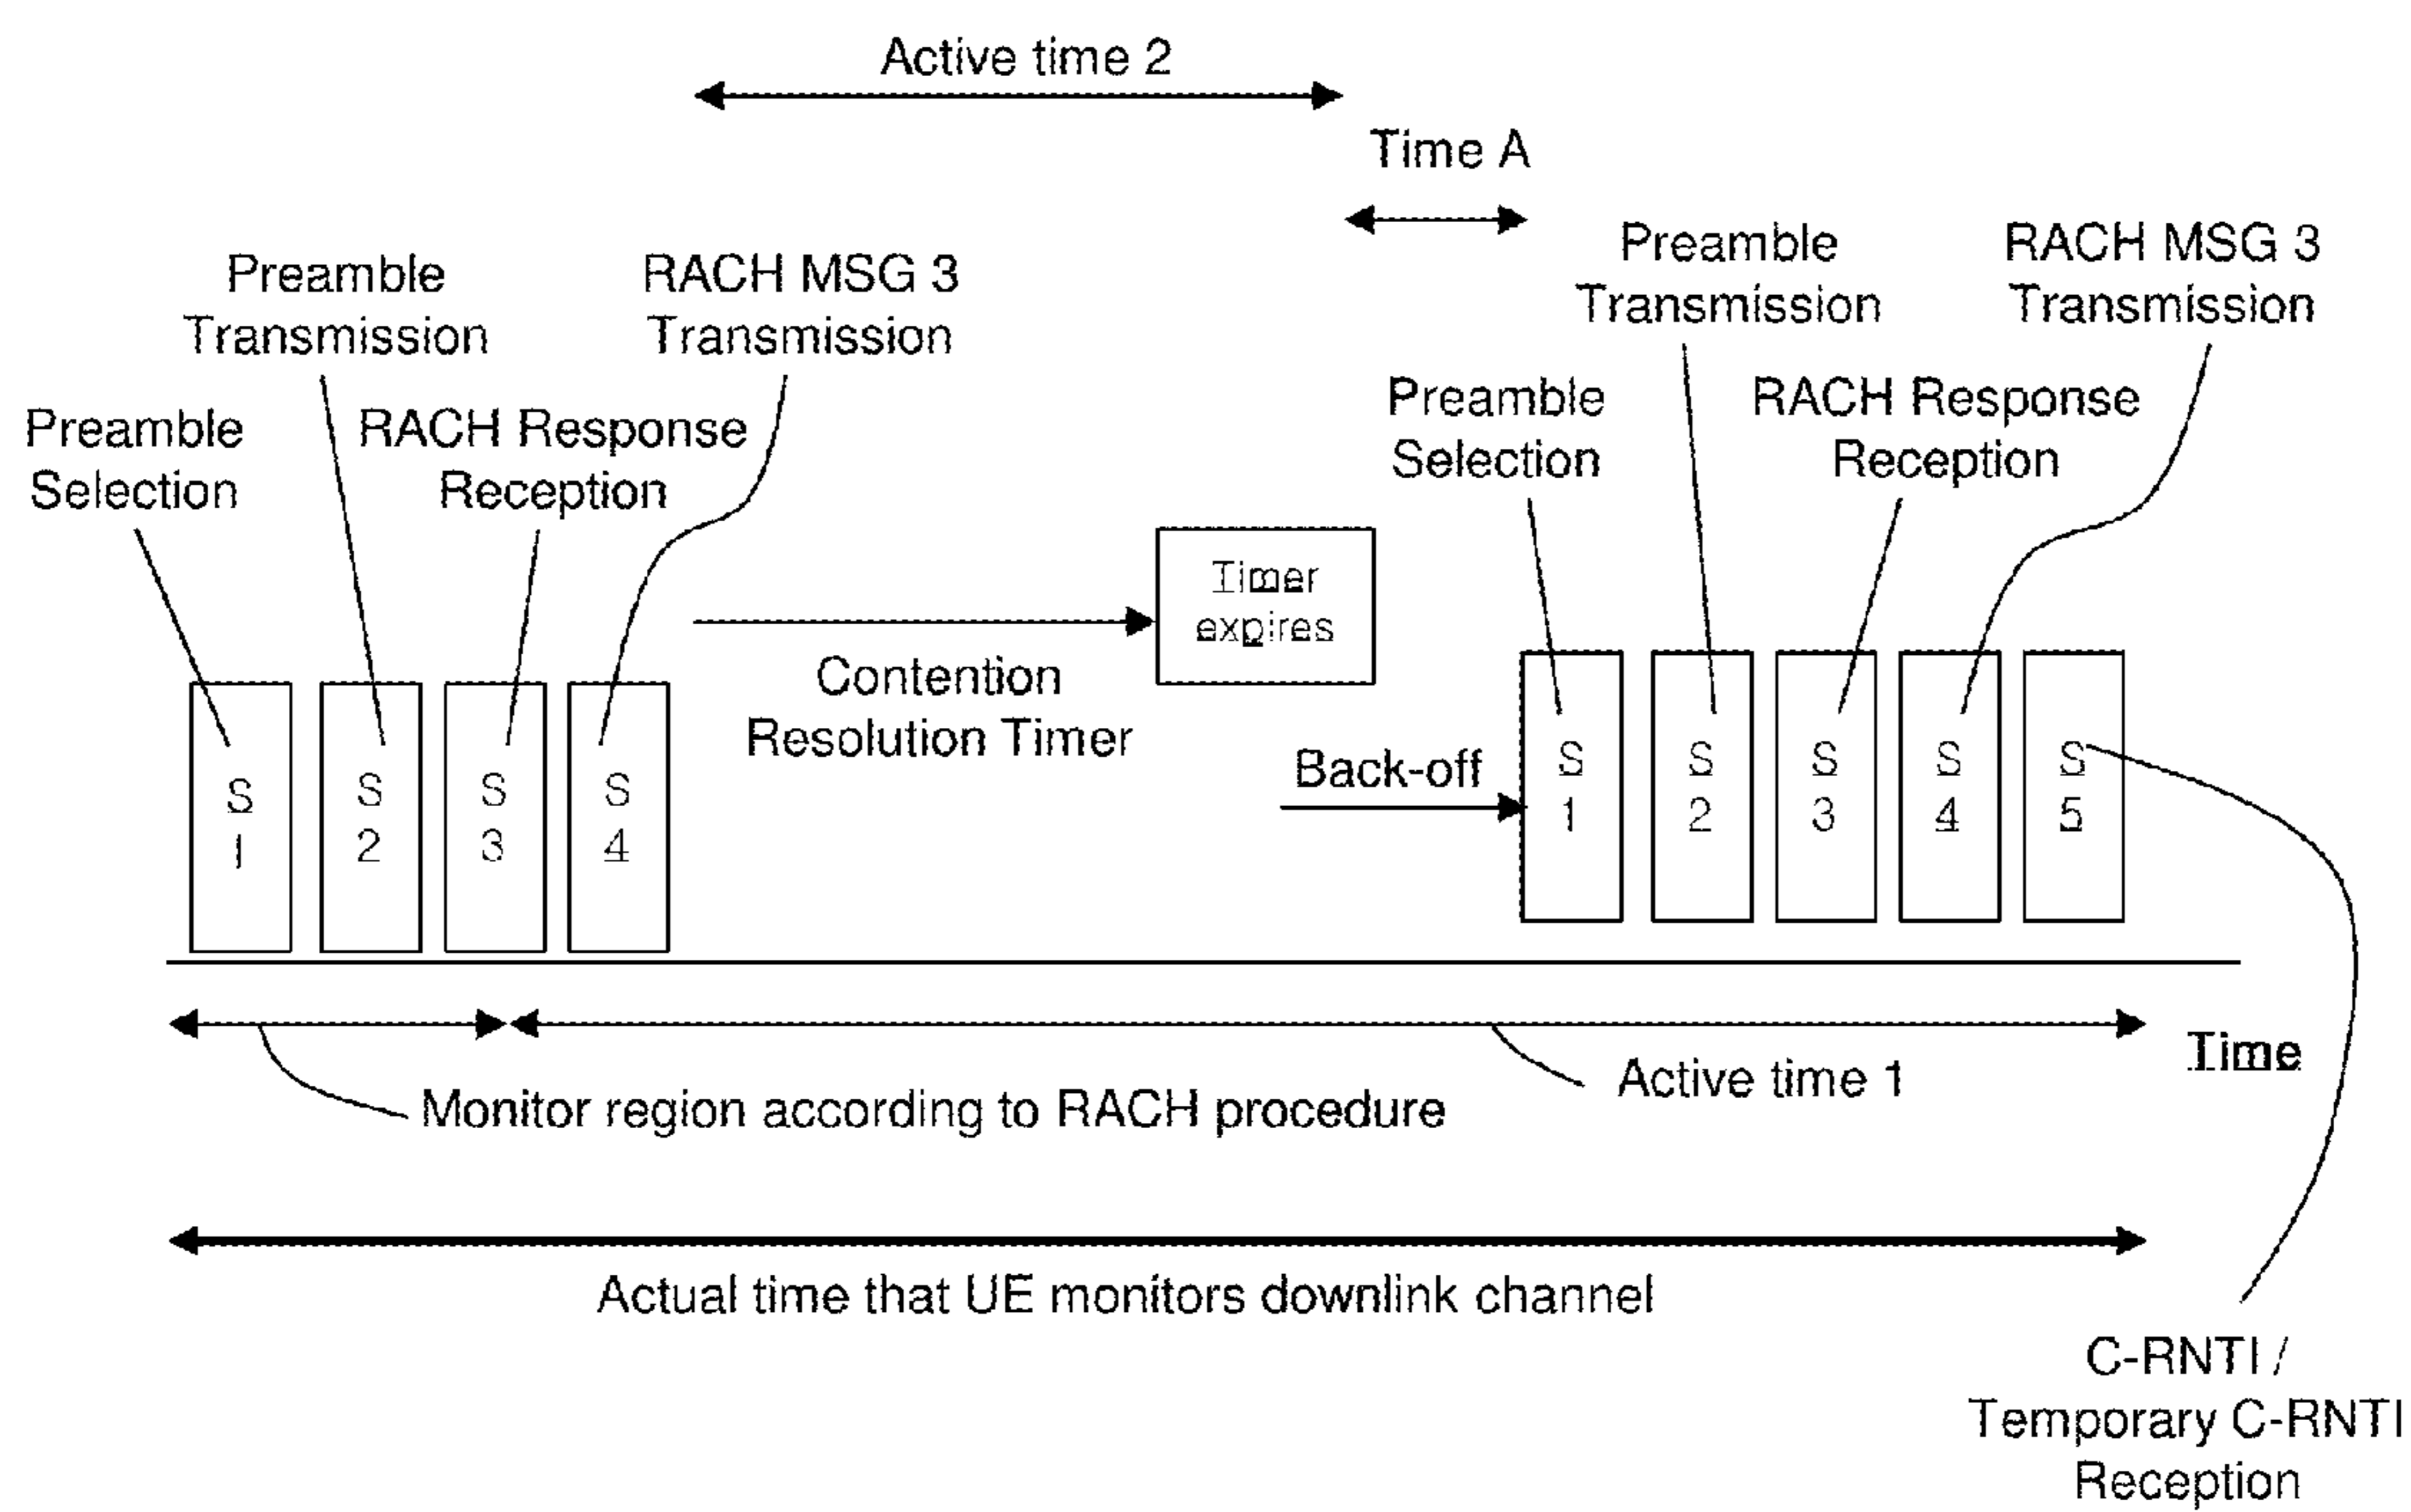 Active time 2
Time A
Preamble
Transmission
RACH MSG 3
Transmission
Preamble
Selection
RACH Response
Reception
Preamble
Transmission
RACH MSG 3
Transmission
Preamble
Selection
RACH Response
Reception
Timer
expires
Contention
Resolution Timer
Back-off
S
1
S
2
S
3
S
4
S
1
S
2
S
3
S
4
S
5
Time
Active time 1
Monitor region according to RACH procedure
Actual time that UE monitors downlink channel
C-RNTI /
Temporary C-RNTI
Reception